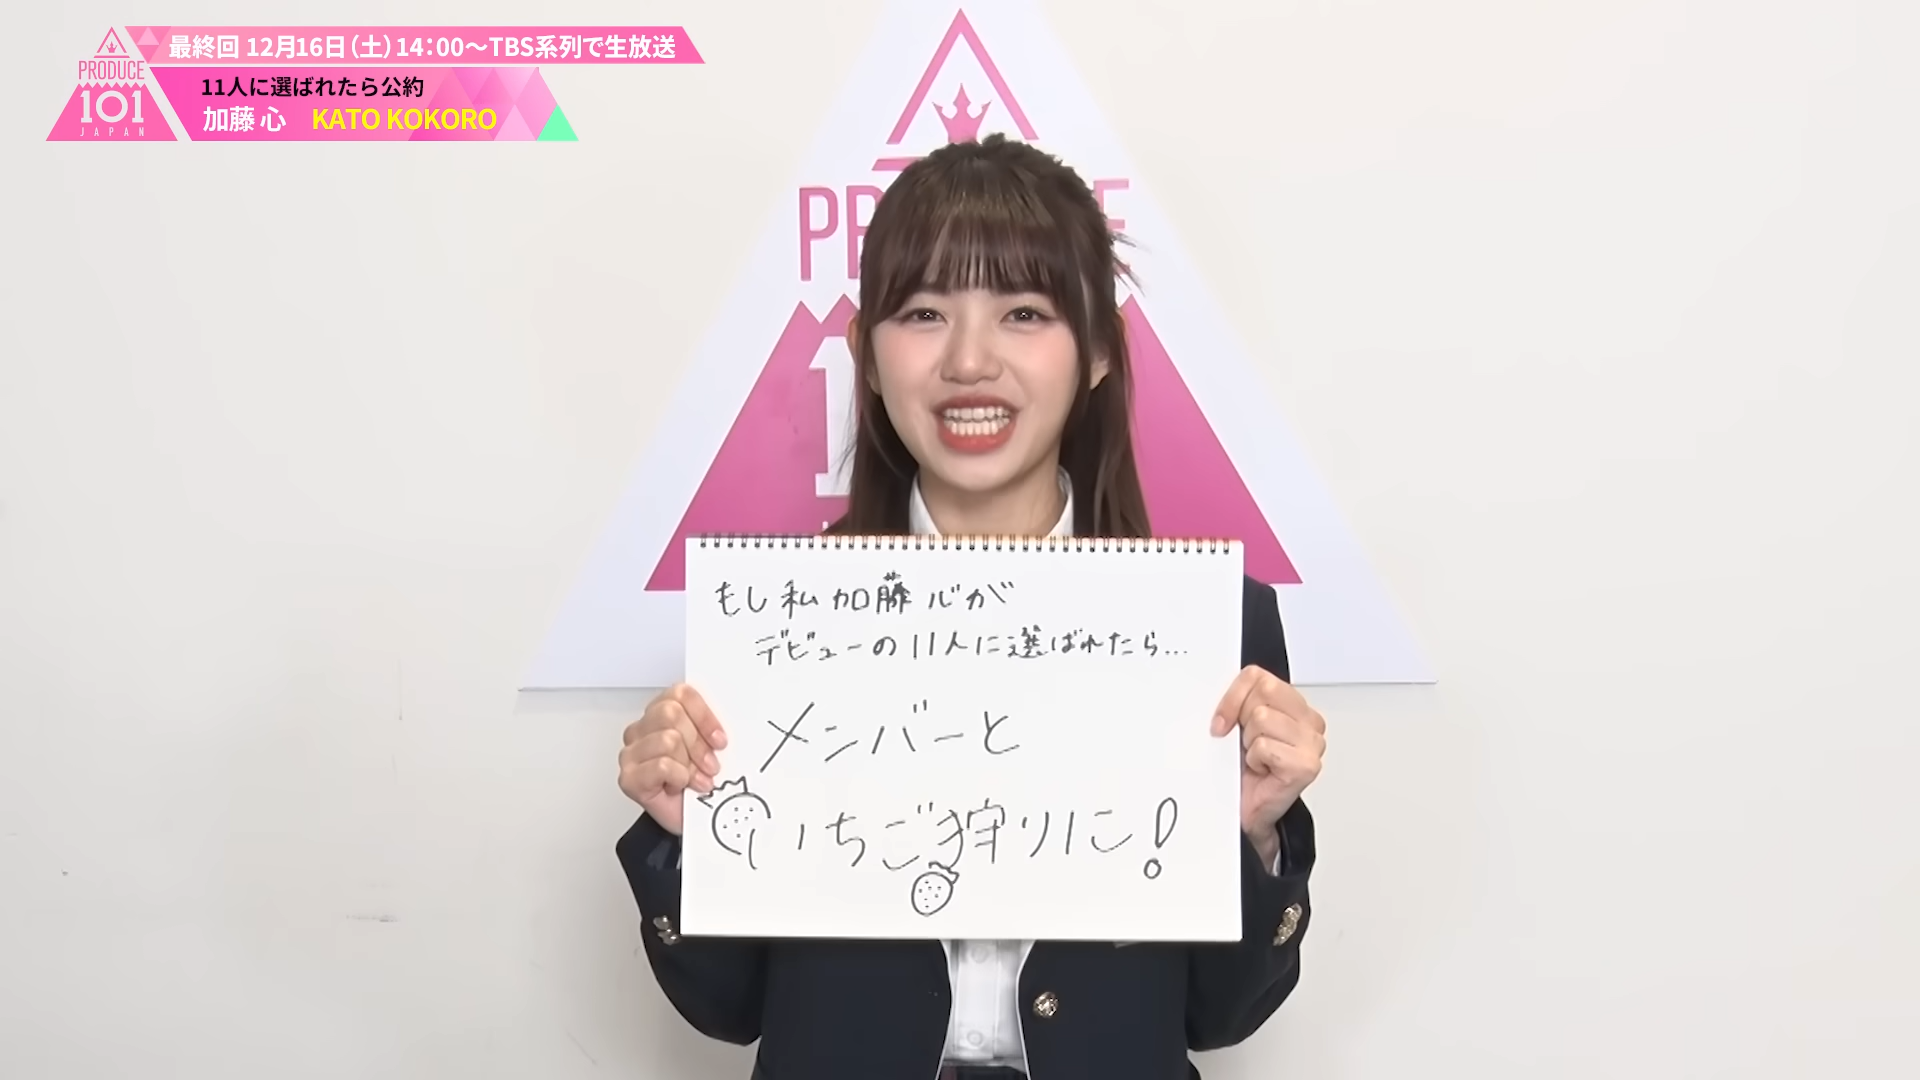 最終回 12月16日(土)14:00～TBS系列で生放送
11人に選ばれたら公約
加藤 心 KATO KOKORO
PRODUCE
101
JAPAN
もし私加藤心が
デビューの11人に選ばれたら...
メンバーと
いちご狩りに!